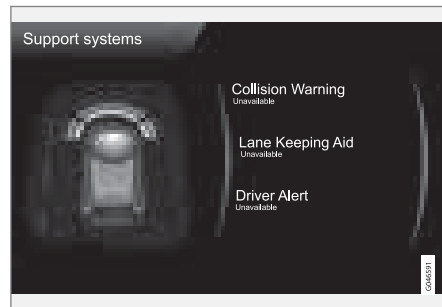 Support systems
Collision Warning
Unavailable
Lane Keeping Aid
Unavailable
Driver Alert
Unavailable
G046591